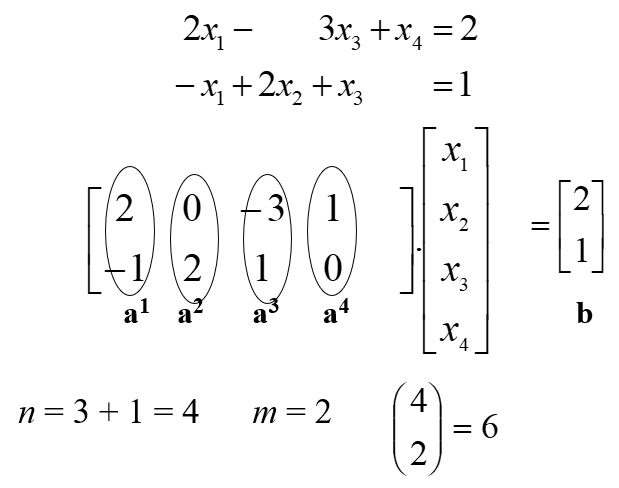 2x₁ − 3x₃ + x₄ = 2
− x₁ + 2x₂ + x₃ = 1
[ 2 0 −3 1 ] . [ x₁ ] = [ 2 ]
[ −1 2 1 0 ] [ x₂ ] [ 1 ]
x₃
x₄
a¹ a² a³ a⁴ b
n = 3 + 1 = 4 m = 2 (4 2) = 6